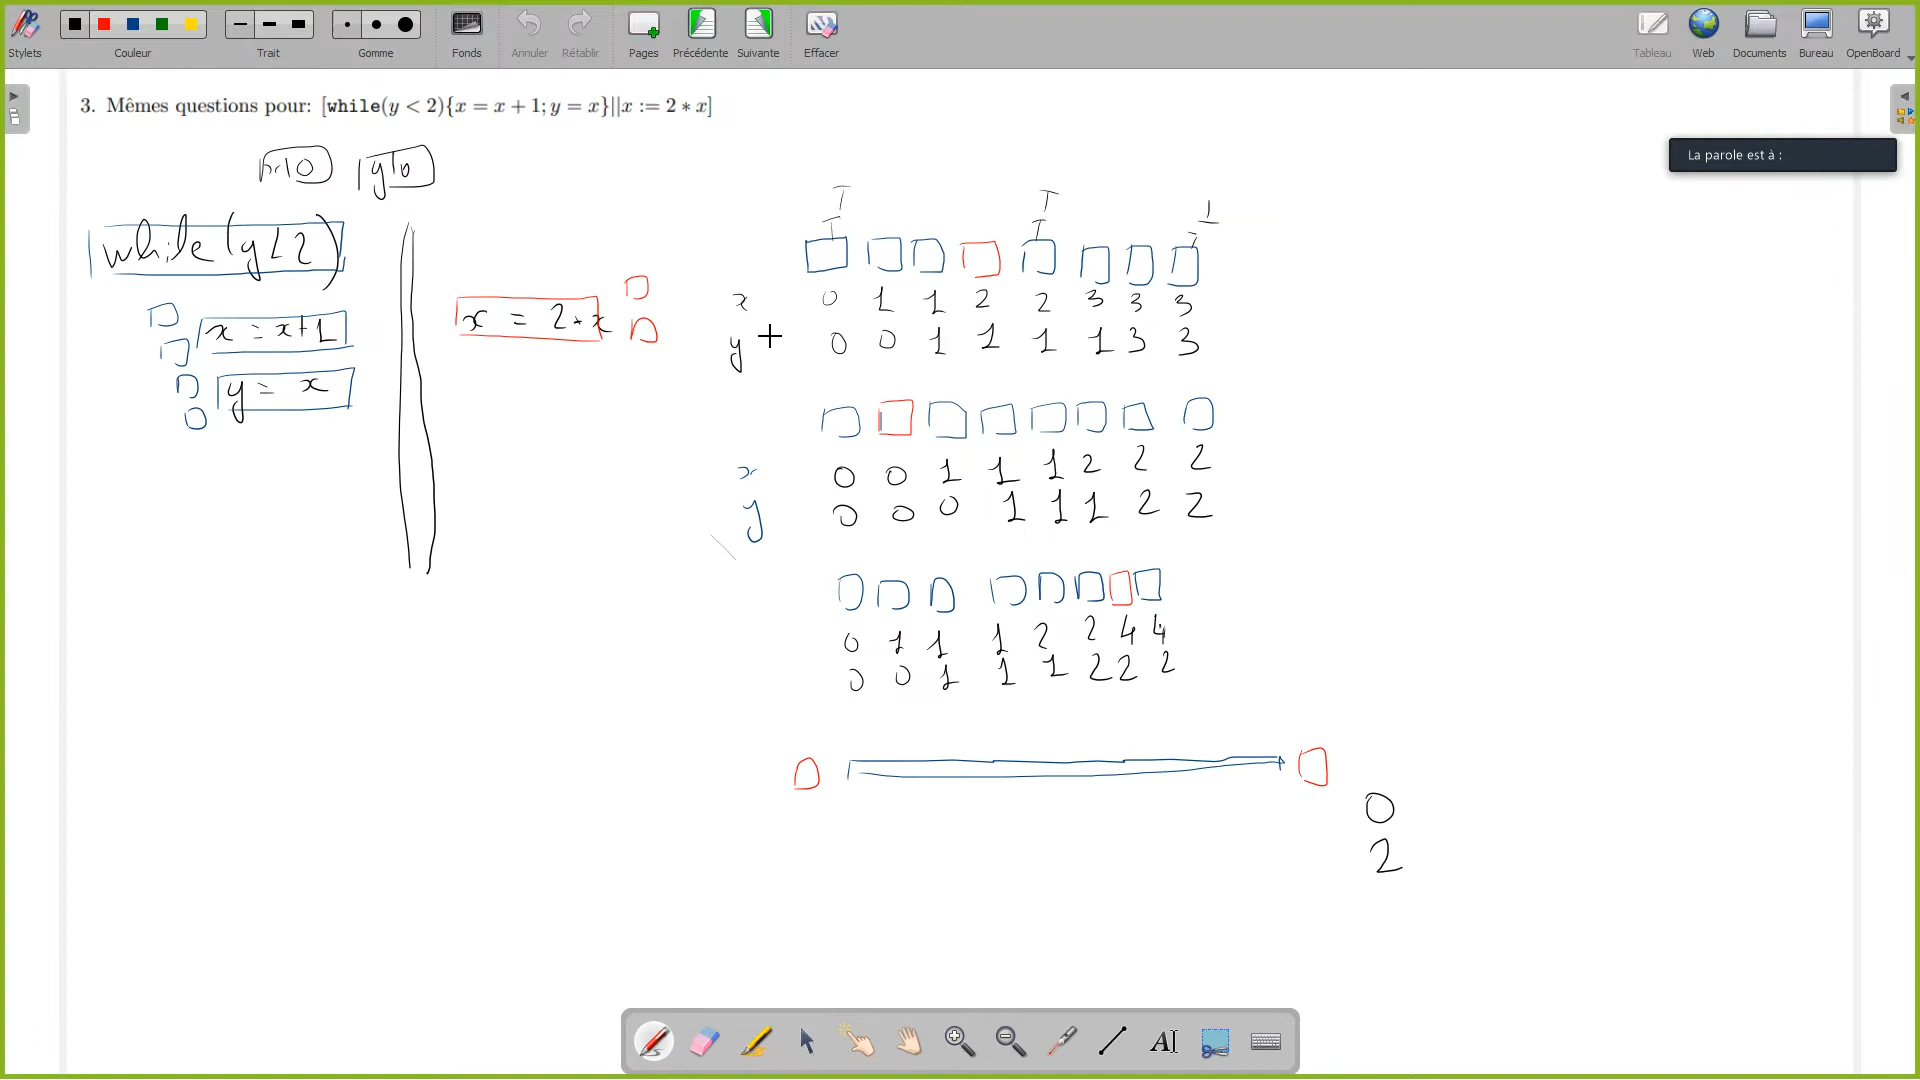 Stylets Couleur Trait Gomme Fonds Annuler Rétablir Pages Précédente Suivante Effacer Tableau Web Documents Bureau OpenBoard
3. Mêmes questions pour: [while(y < 2){x = x + 1; y = x}||x := 2 ∗ x]
La parole est à :
while (y < 2)
x = x+1
y = x
x = 2 * x
x 0 1 1 2 2 3 3 3
y 0 0 1 1 1 1 3 3
x 0 0 1 1 1 2 2 2
y 0 0 0 1 1 1 2 2
0 1 1 1 2 2 4 4
0 0 1 1 1 2 2 2
0
2
AI